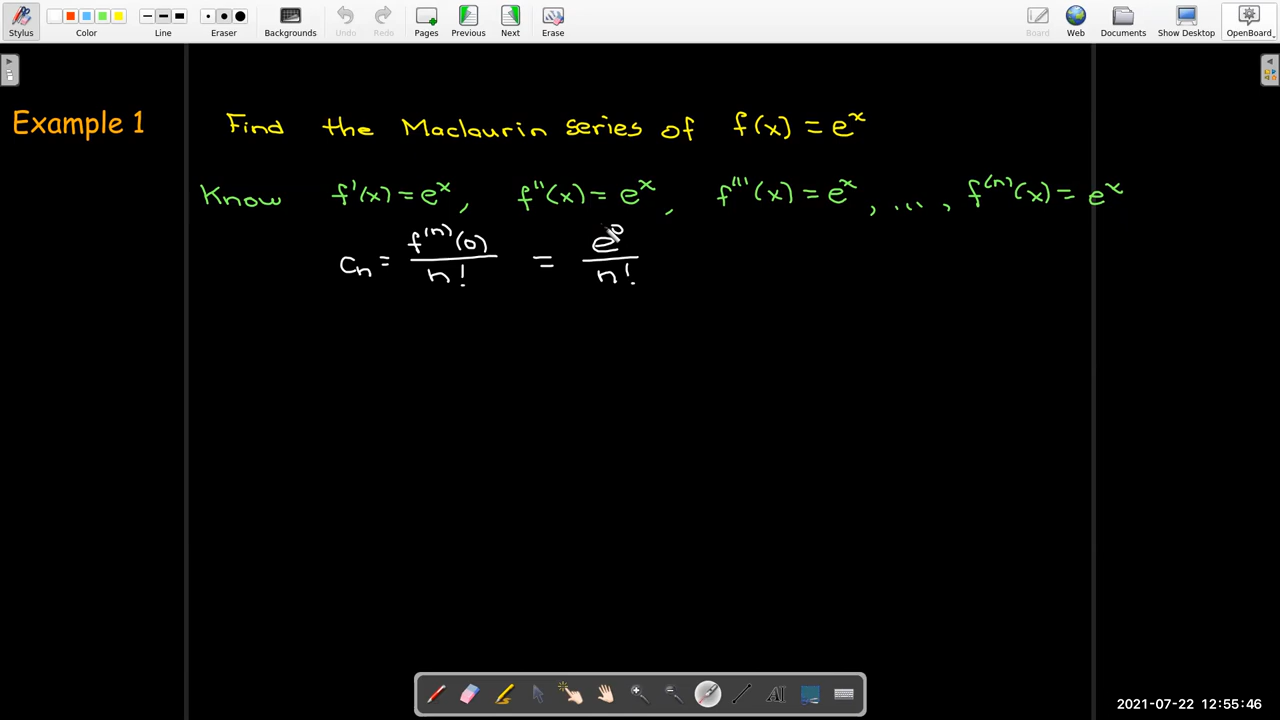 Stylus Color Line Eraser Backgrounds Undo Redo Pages Previous Next Erase Board Web Documents Show Desktop OpenBoard
Example 1 Find the Maclaurin series of f(x) = e^x
Know f'(x) = e^x, f''(x) = e^x, f'''(x) = e^x, ..., f^(n)(x) = e^x
c_n = f^(n)(0)/n! = e^0/n!
AI
2021-07-22 12:55:46